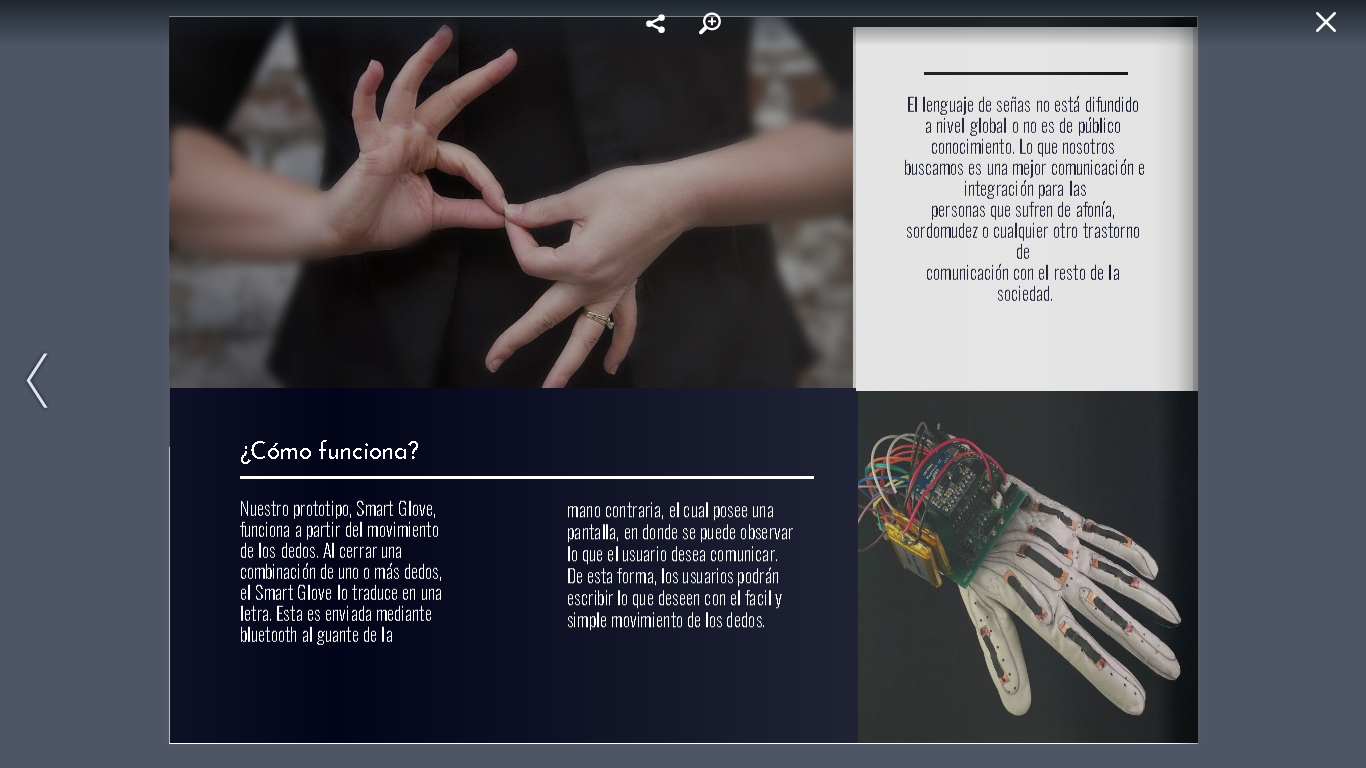 El lenguaje de señas no está difundido
a nivel global o no es de público
conocimiento. Lo que nosotros
buscamos es una mejor comunicación e
integración para las
personas que sufren de afonía,
sordomudez o cualquier otro trastorno
de
comunicación con el resto de la
sociedad.
¿Cómo funciona?
Nuestro prototipo, Smart Glove,
funciona a partir del movimiento
de los dedos. Al cerrar una
combinación de uno o más dedos,
el Smart Glove lo traduce en una
letra. Esta es enviada mediante
bluetooth al guante de la
mano contraria, el cual posee una
pantalla, en donde se puede observar
lo que el usuario desea comunicar.
De esta forma, los usuarios podrán
escribir lo que deseen con el facil y
simple movimiento de los dedos.